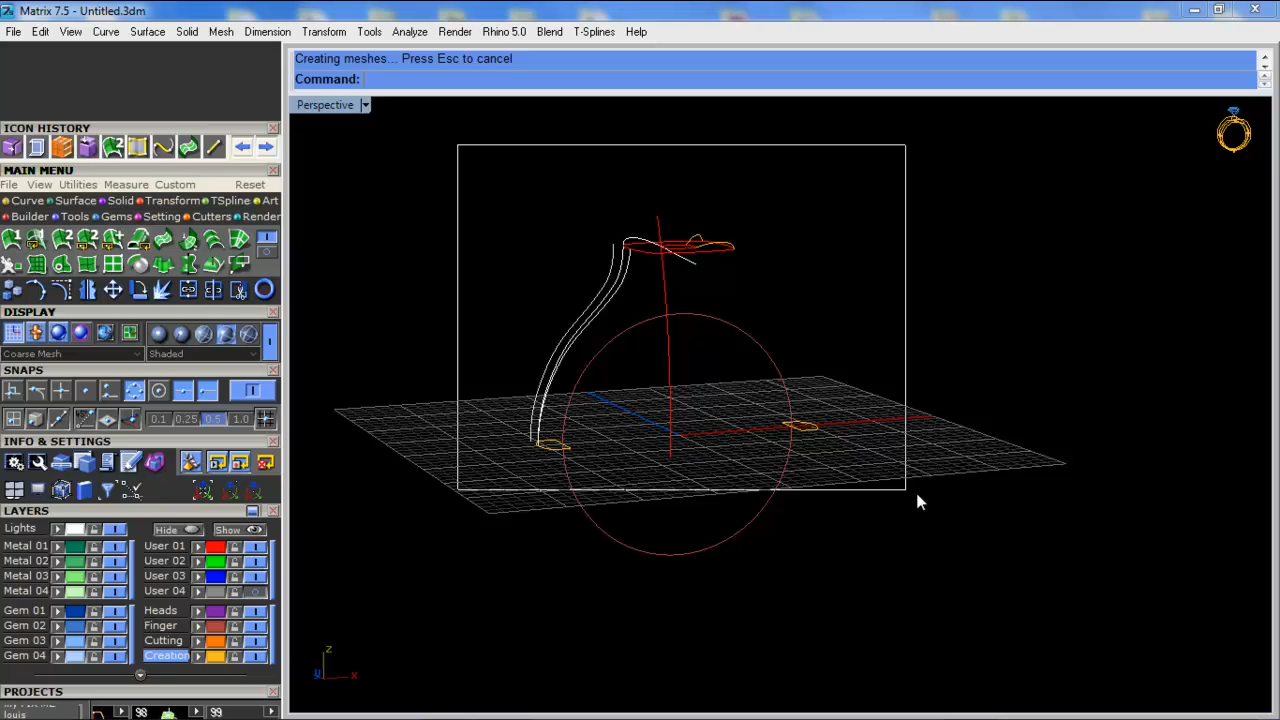 Matrix 7.5 - Untitled.3dm
File Edit View Curve Surface Solid Mesh Dimension Transform Tools Analyze Render Rhino 5.0 Blend T-Splines Help
Creating meshes... Press Esc to cancel
Command:
Perspective
ICON HISTORY
MAIN MENU
File View Utilities Measure Custom Reset
Curve Surface Solid Transform TSpline Art
Builder Tools Gems Setting Cutters Render
DISPLAY
Coarse Mesh Shaded
SNAPS
0.1 0.25 0.5 1.0
INFO & SETTINGS
LAYERS
Lights Hide Show
Metal 01 User 01
Metal 02 User 02
Metal 03 User 03
Metal 04 User 04
Gem 01 Heads
Gem 02 Finger
Gem 03 Cutting
Gem 04 Creation
PROJECTS
louis 98 99
z
y x